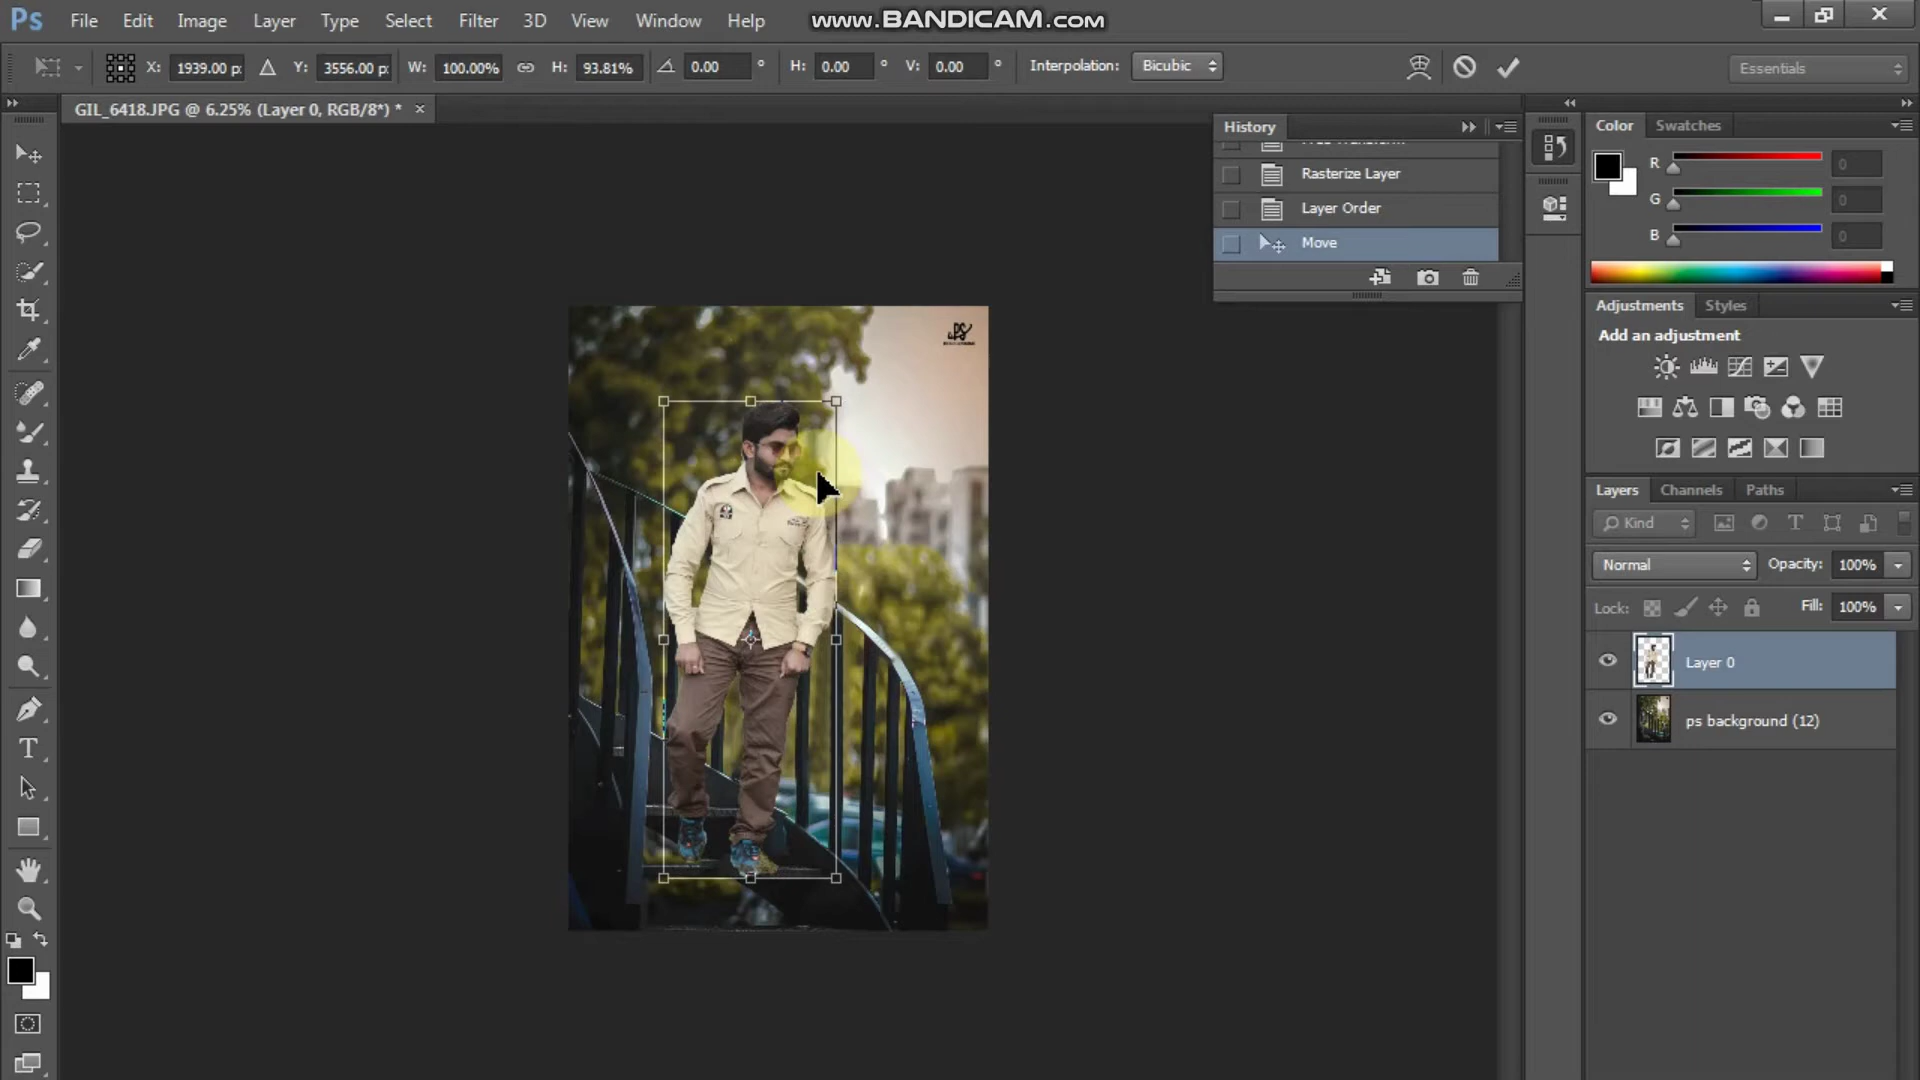 Ps File Edit Image Layer Type Select Filter 3D View Window Help www.BANDICAM.com
X: 1939.00 p: Y: 3556.00 p: W: 100.00% H: 93.81% 0.00 ° H: 0.00 ° V: 0.00 ° Interpolation: Bicubic Essentials
GIL_6418.JPG @ 6.25% (Layer 0, RGB/8*) * ×
History
Rasterize Layer
Layer Order
Move
Color Swatches
R 0
G 0
B 0
Adjustments Styles
Add an adjustment
Layers Channels Paths
Kind
Normal Opacity: 100%
Lock: Fill: 100%
Layer 0
ps background (12)